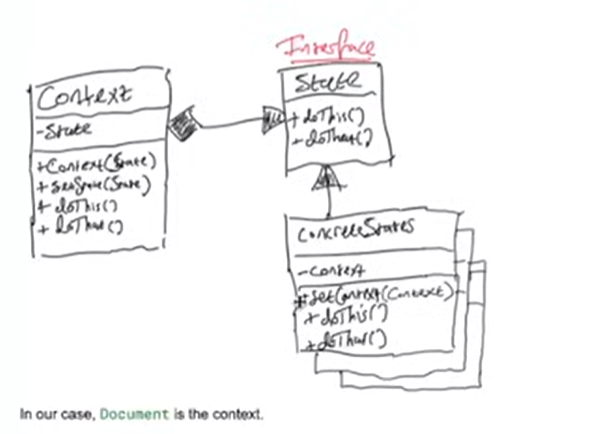 Context
-State
+Context(State)
+setState(State)
+ doThis()
+ doThat()
Interface
State
+ doThis()
+ doThat()
ConcreteStates
-context
+setContext(Context)
+ doThis()
+ doThat()
In our case, Document is the context.